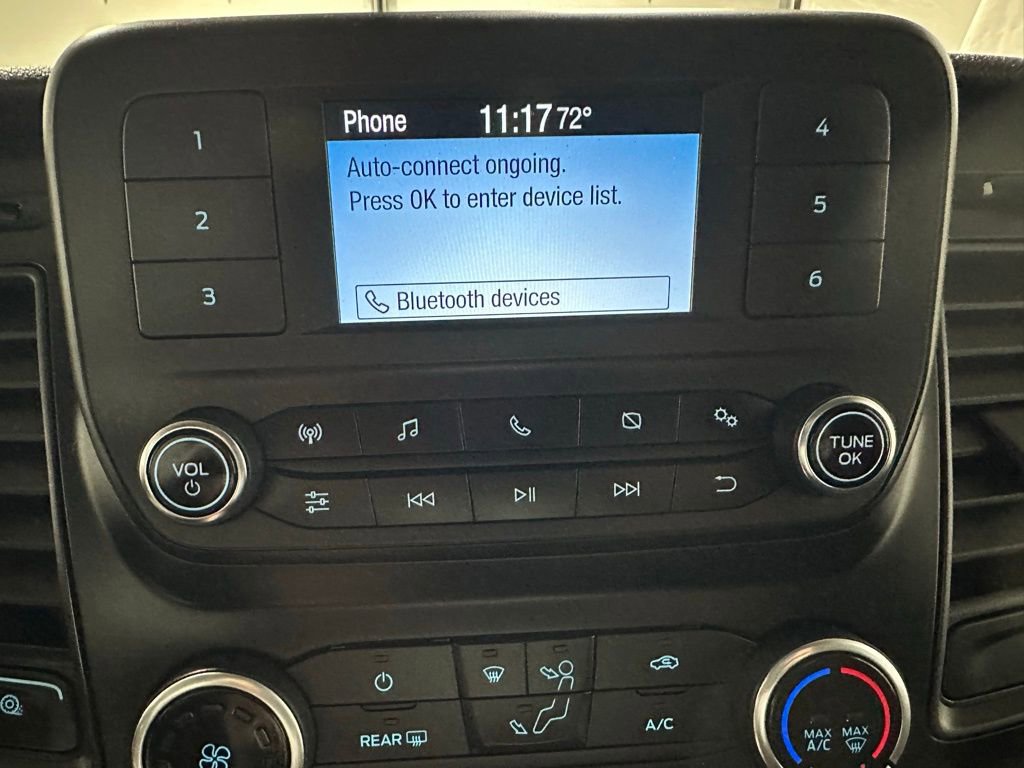 Phone 11:17 72°
1
2
3
4
5
6
Auto-connect ongoing.
Press OK to enter device list.
Bluetooth devices
VOL
TUNE
OK
REAR
A/C
MAX
A/C
MAX